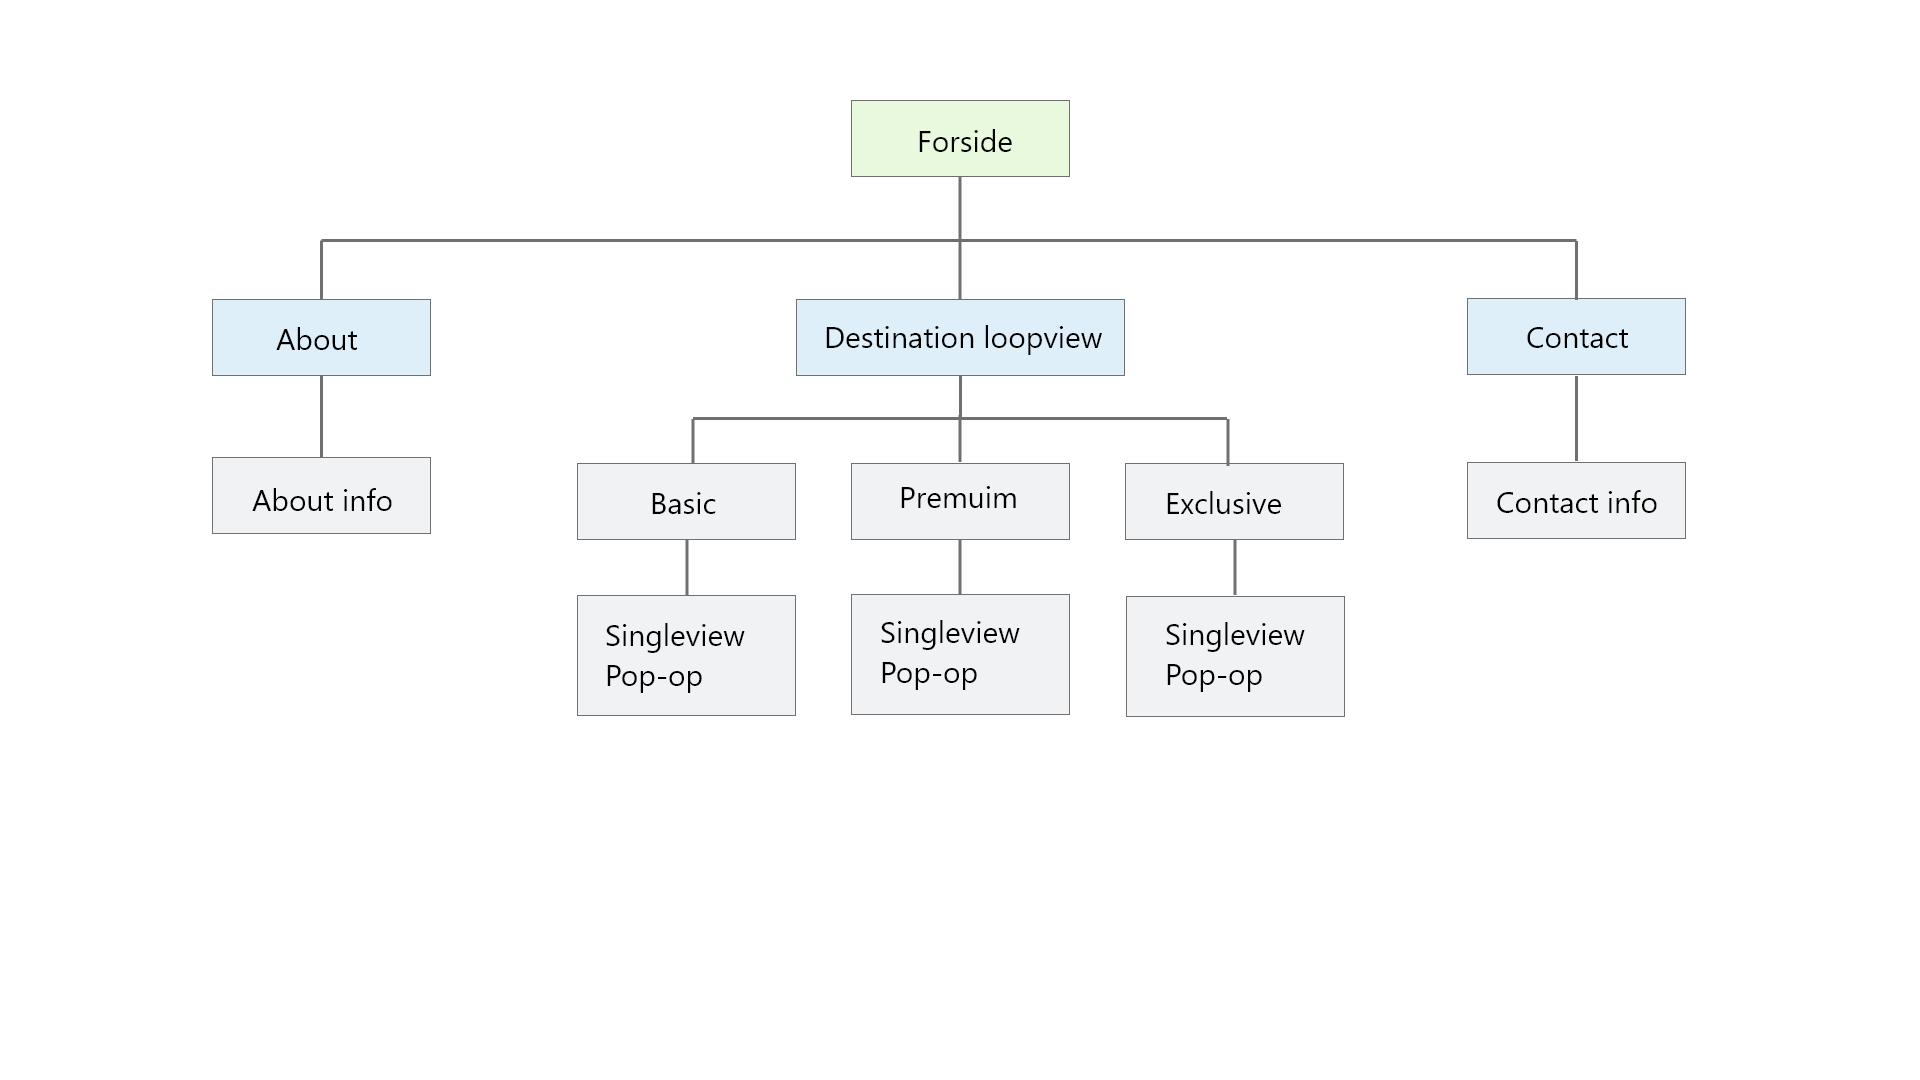 Forside
About
Destination loopview
Contact
About info
Basic
Premuim
Exclusive
Contact info
Singleview
Pop-op
Singleview
Pop-op
Singleview
Pop-op